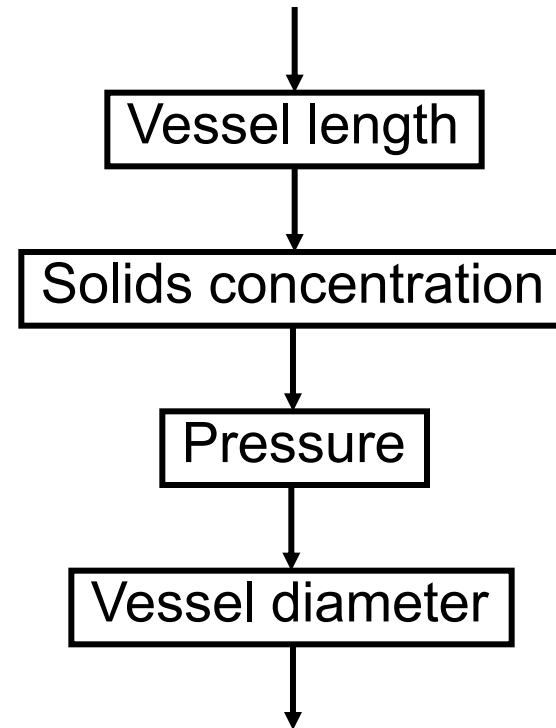 Vessel length
Solids concentration
Pressure
Vessel diameter